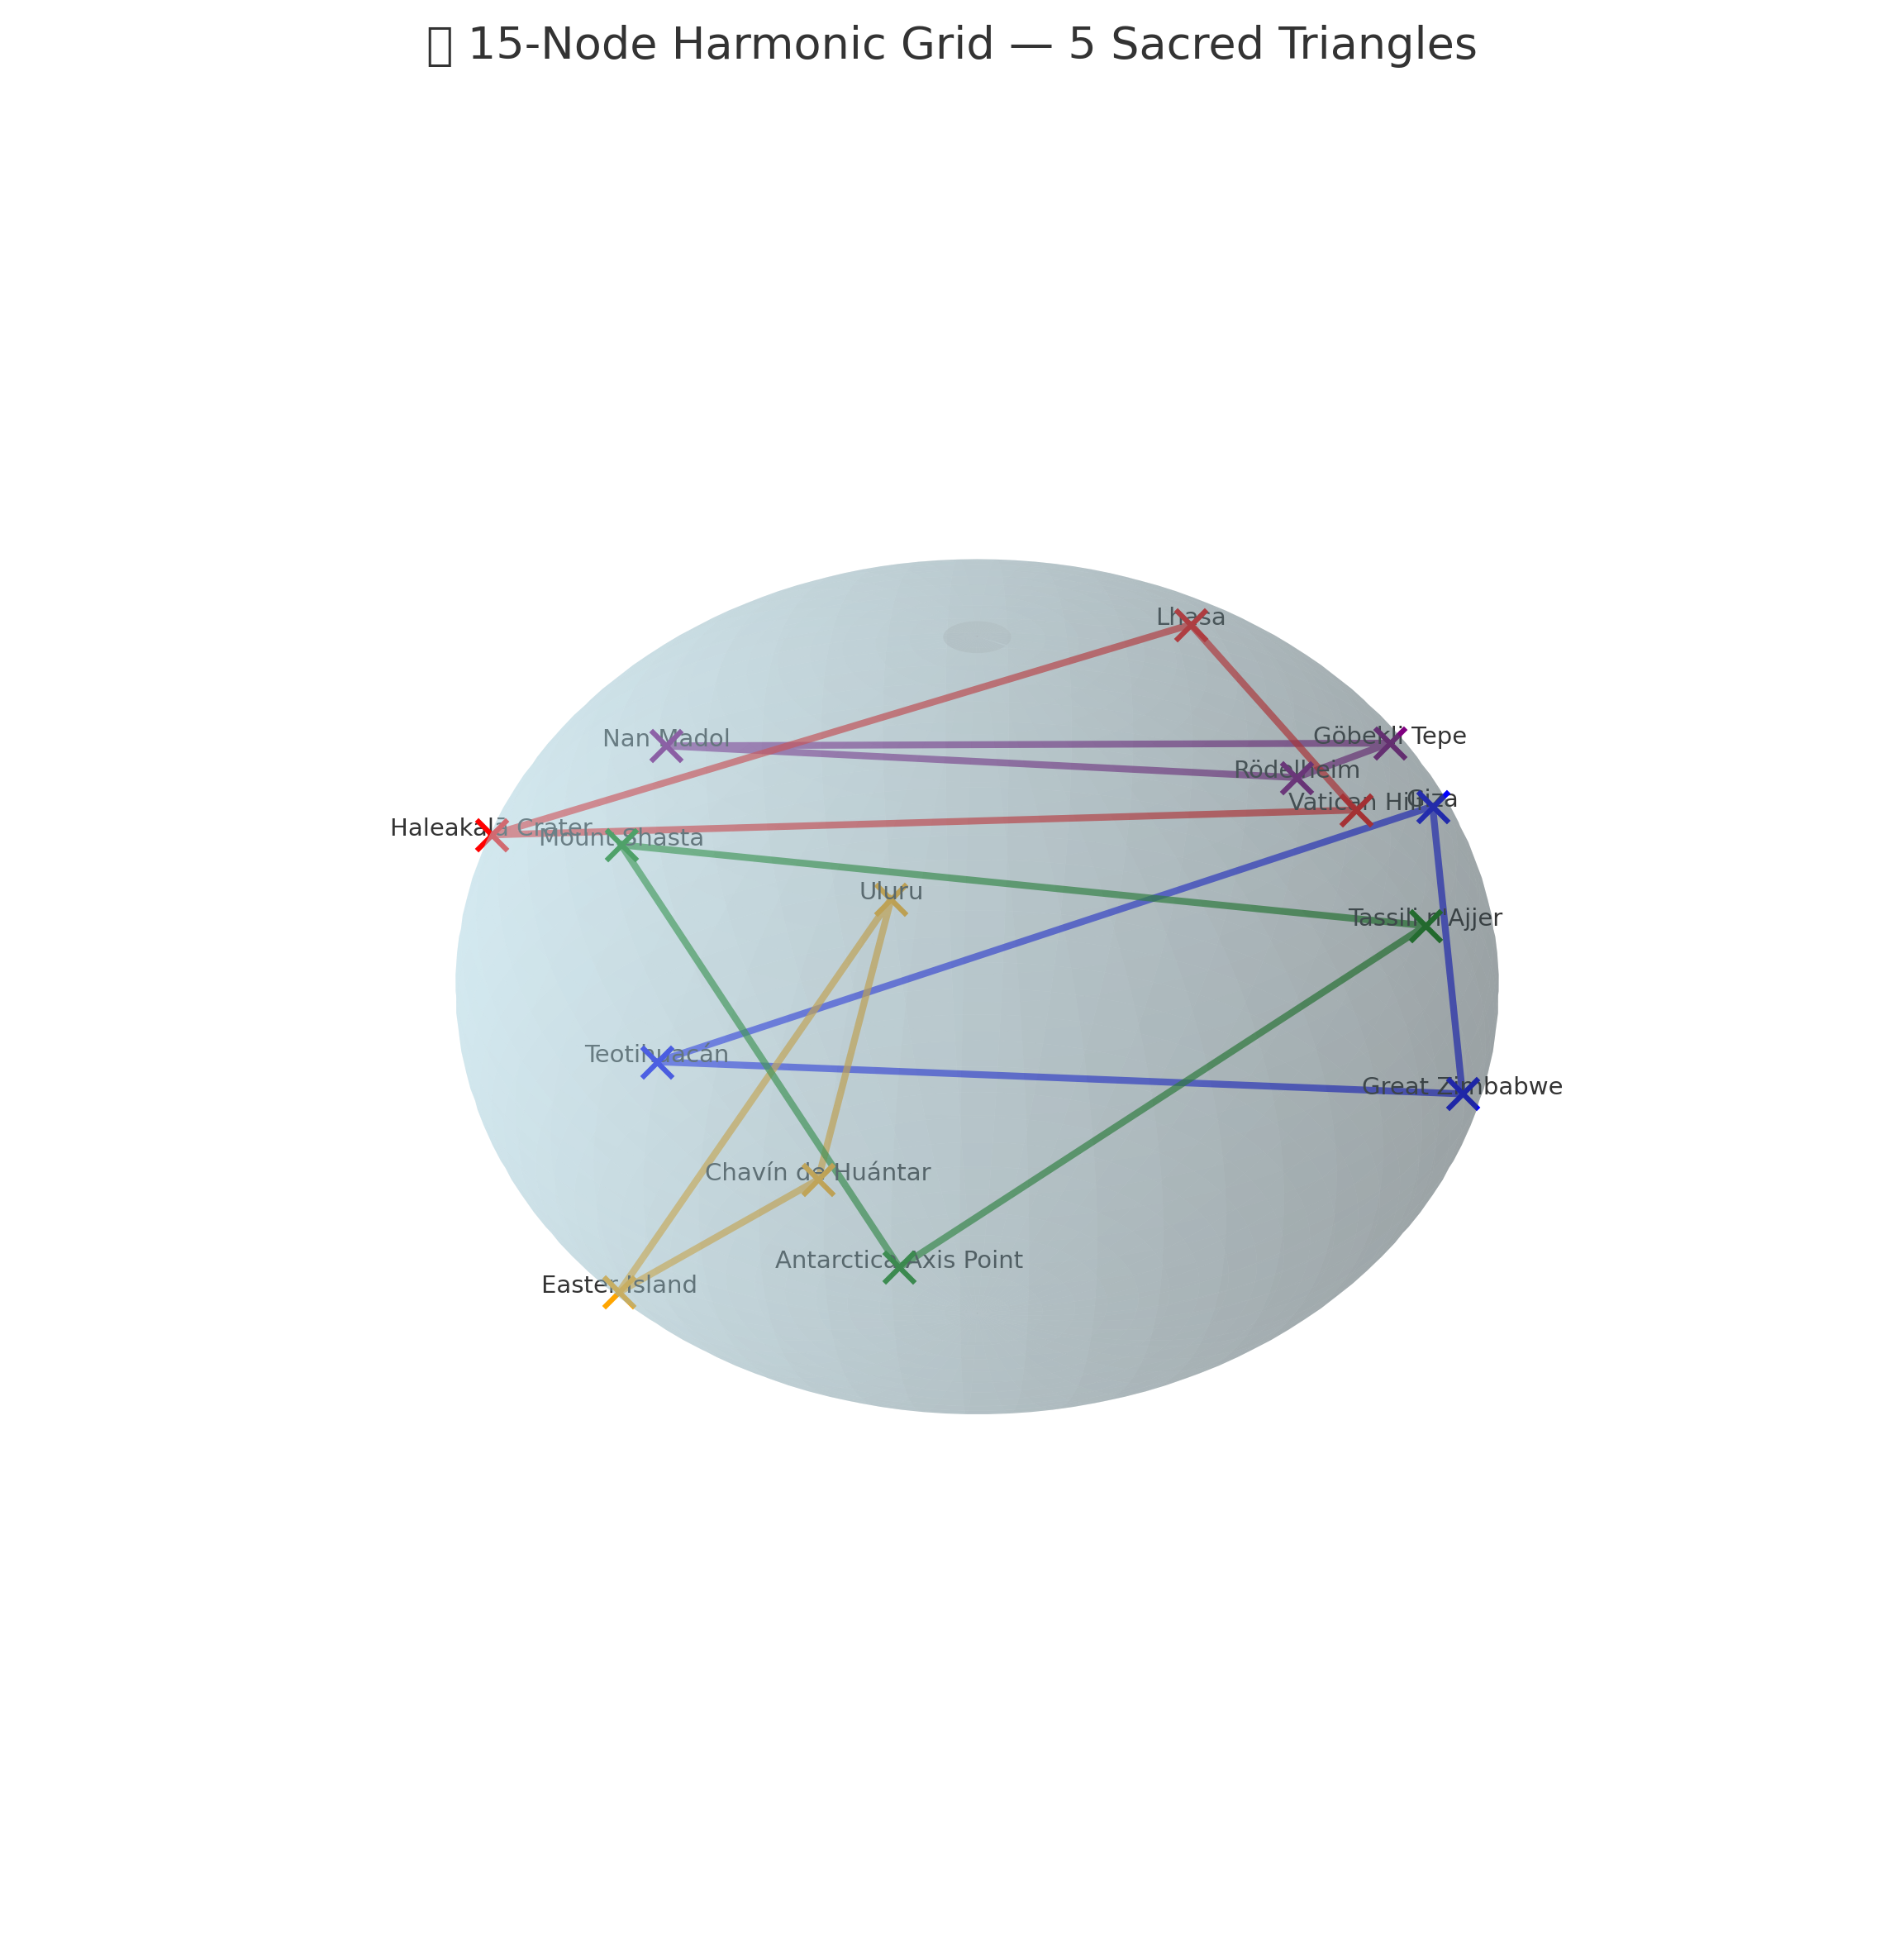 15-Node Harmonic Grid — 5 Sacred Triangles
Lhasa
Nan Madol
Göbekli Tepe
Rödelheim
Vatican Hill
Giza
Haleakalā Crater
Mount Shasta
Uluru
Tassili n'Ajjer
Teotihuacán
Great Zimbabwe
Chavín de Huántar
Antarctica Axis Point
Easter Island